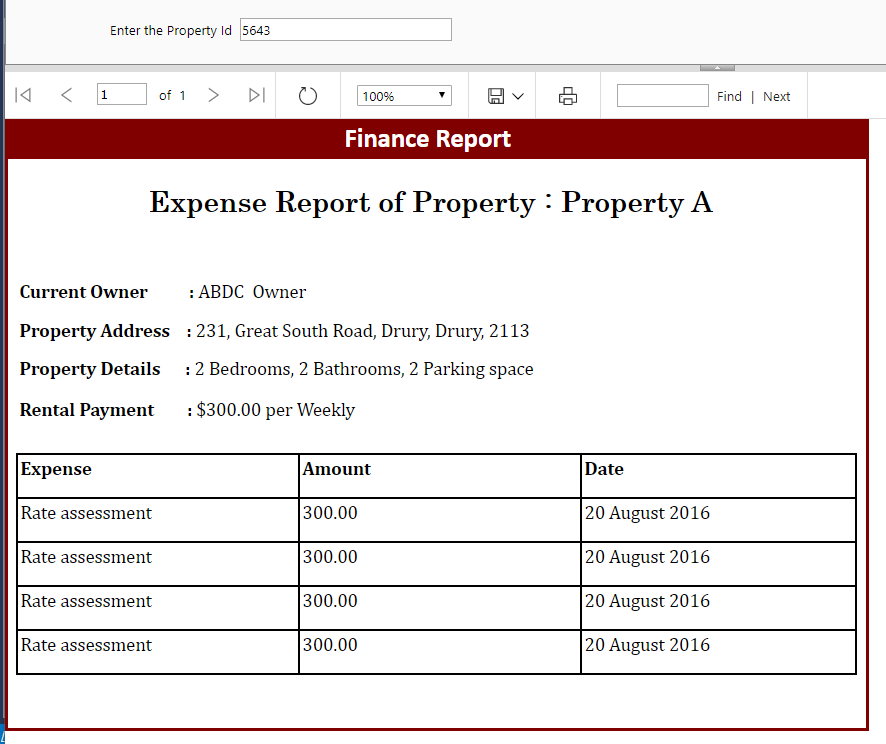 Enter the Property Id 5643
1 of 1 100% Find | Next
Finance Report
Expense Report of Property : Property A
Current Owner : ABDC Owner
Property Address : 231, Great South Road, Drury, Drury, 2113
Property Details : 2 Bedrooms, 2 Bathrooms, 2 Parking space
Rental Payment : $300.00 per Weekly
Expense Amount Date
Rate assessment 300.00 20 August 2016
Rate assessment 300.00 20 August 2016
Rate assessment 300.00 20 August 2016
Rate assessment 300.00 20 August 2016